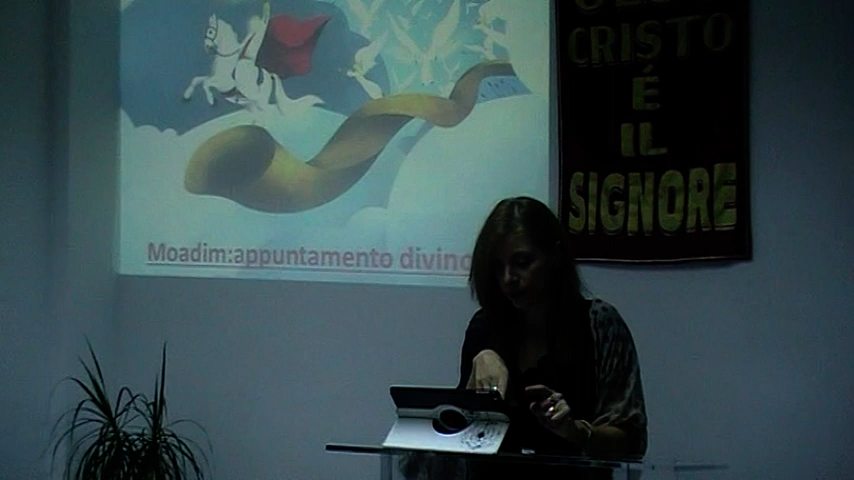 Moadim:appuntamento divino
CRISTO
É
IL
SIGNORE